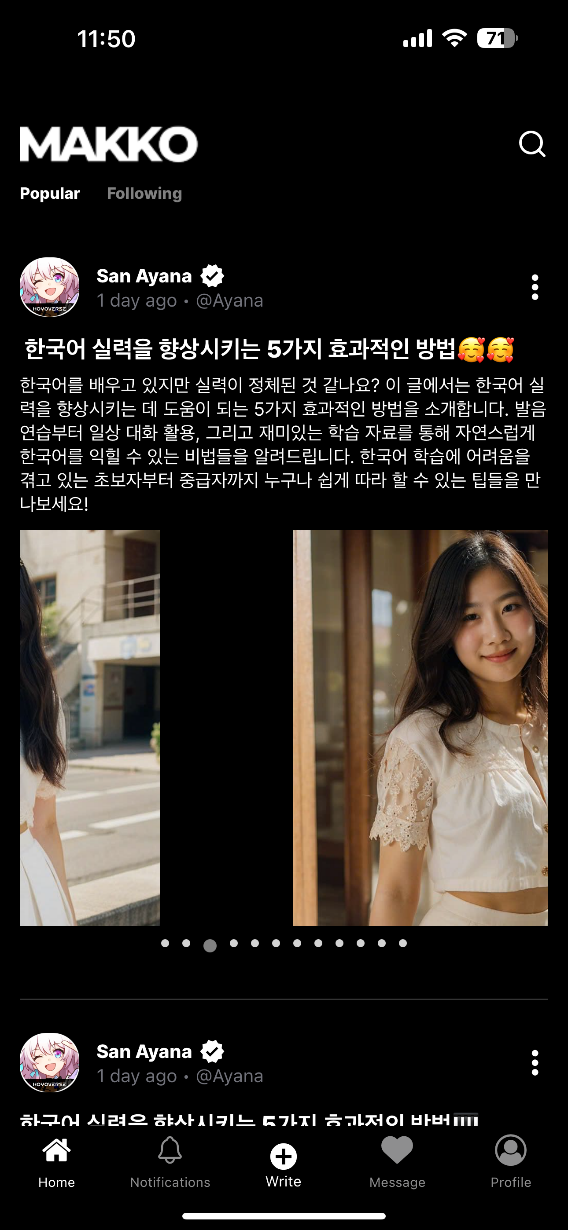 11:50
71
MAKKO
Popular
Following
San Ayana
1 day ago • @Ayana
한국어 실력을 향상시키는 5가지 효과적인 방법🥰🥰
한국어를 배우고 있지만 실력이 정체된 것 같나요? 이 글에서는 한국어 실
력을 향상시키는 데 도움이 되는 5가지 효과적인 방법을 소개합니다. 발음
연습부터 일상 대화 활용, 그리고 재미있는 학습 자료를 통해 자연스럽게
한국어를 익힐 수 있는 비법들을 알려드립니다. 한국어 학습에 어려움을
겪고 있는 초보자부터 중급자까지 누구나 쉽게 따라 할 수 있는 팁들을 만
나보세요!
San Ayana
1 day ago • @Ayana
한국어 실력을 향상시키는 5가지 효과적인 방법
Home
Notifications
Write
Message
Profile